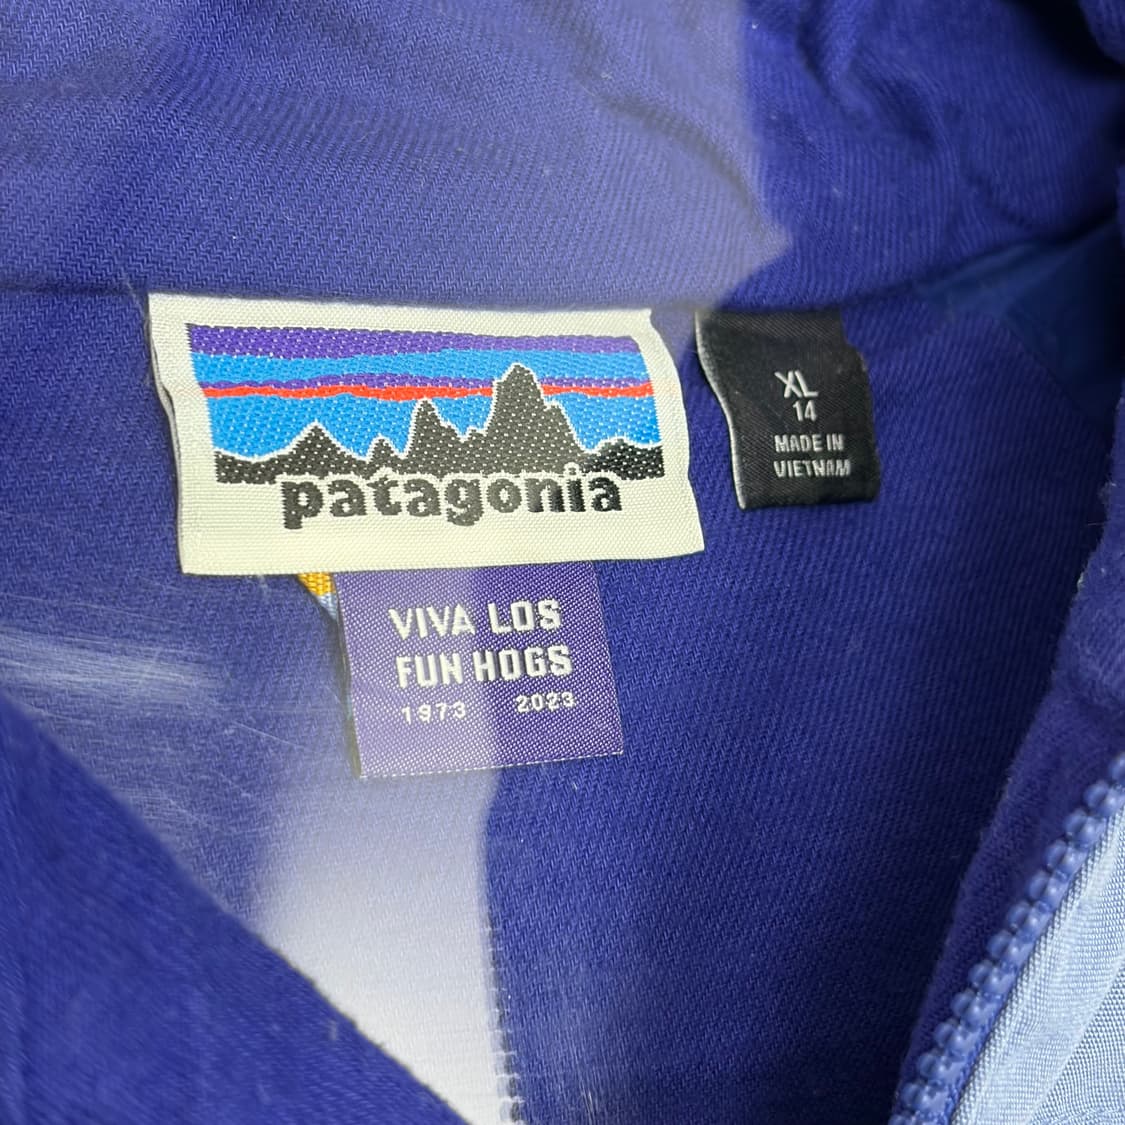 patagonia
XL
14
MADE IN
VIETNAM
VIVA LOS
FUN HOGS
1973 2023